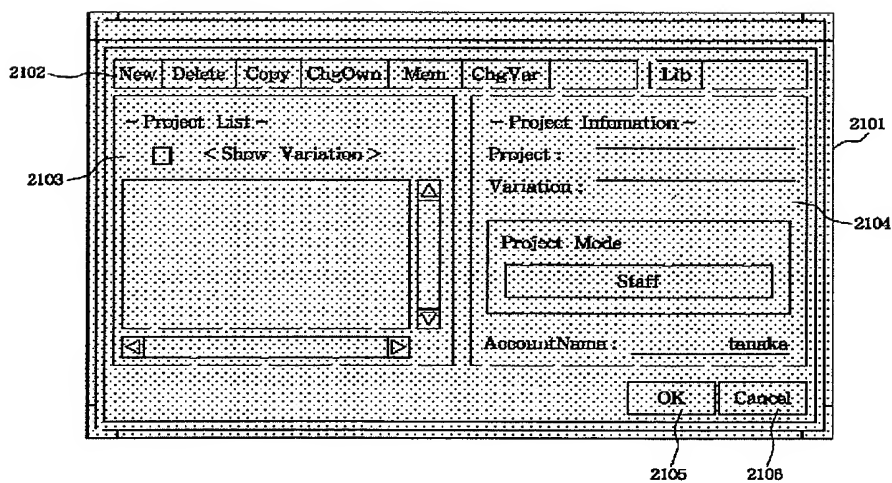 2102
New Delete Copy ChgOwn Mem ChgVar Lib
- Project List -
- Project Infomation -
2101
< Show Variation >
Project :
2103
Variation :
2104
Project Mode
Staff
AccountName : tanaka
OK Cancel
2105 2106